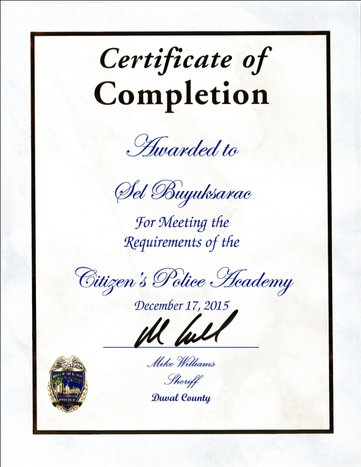 Certificate of
Completion
Awarded to
Sel Buyuksarac
For Meeting the
Requirements of the
Citizen's Police Academy
December 17, 2015
Mike Williams
Sheriff
Duval County